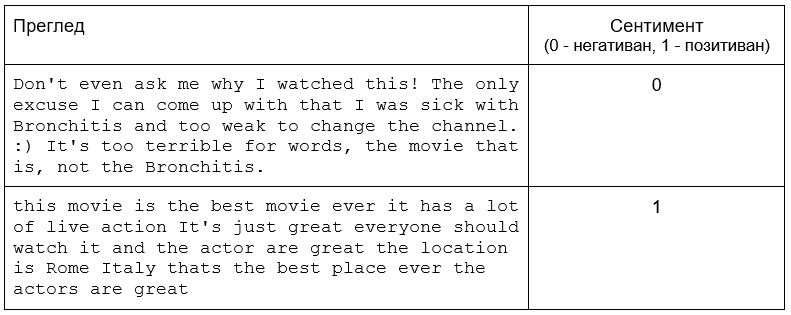 Преглед
Сентимент
(0 - негативан, 1 - позитиван)
Don't even ask me why I watched this! The only
excuse I can come up with that I was sick with
Bronchitis and too weak to change the channel.
:) It's too terrible for words, the movie that
is, not the Bronchitis.
0
this movie is the best movie ever it has a lot
of live action It's just great everyone should
watch it and the actor are great the location
is Rome Italy thats the best place ever the
actors are great
1